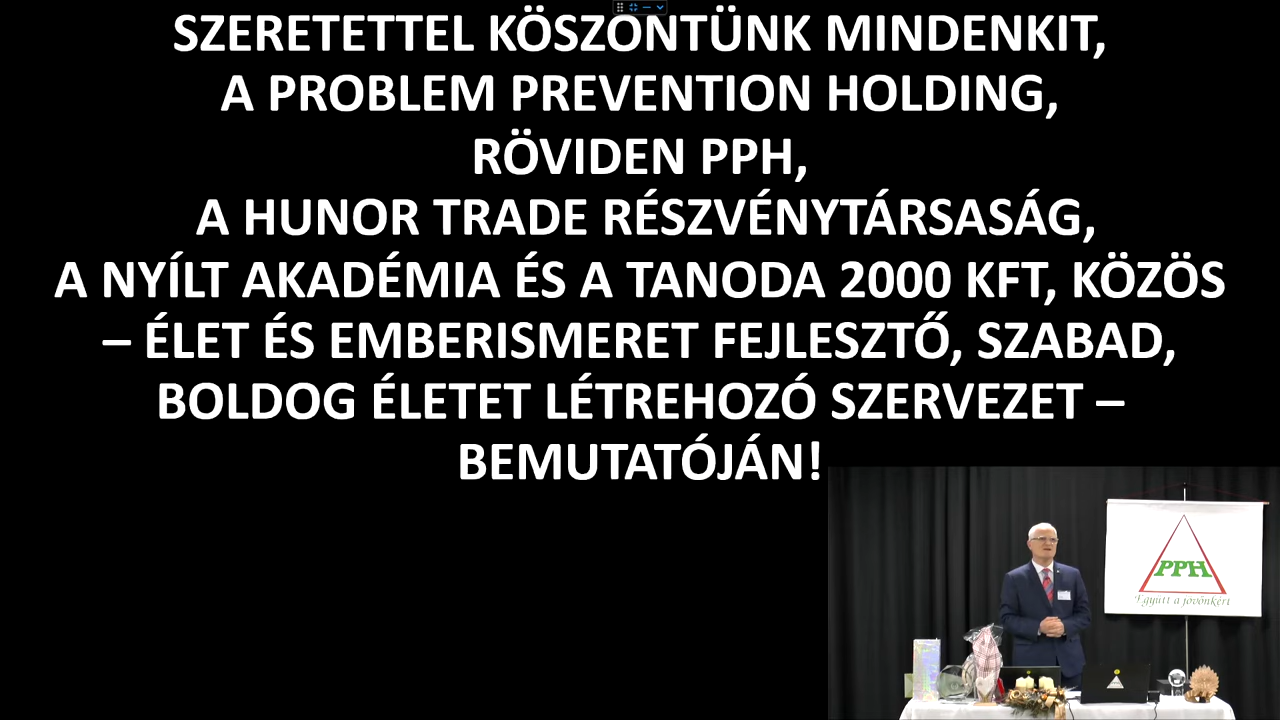 SZERETETTEL KÖSZÖNTÜNK MINDENKIT,
A PROBLEM PREVENTION HOLDING,
RÖVIDEN PPH,
A HUNOR TRADE RÉSZVÉNYTÁRSASÁG,
A NYÍLT AKADÉMIA ÉS A TANODA 2000 KFT, KÖZÖS
– ÉLET ÉS EMBERISMERET FEJLESZTŐ, SZABAD,
BOLDOG ÉLETET LÉTREHOZÓ SZERVEZET –
BEMUTATÓJÁN!
PPH
Együtt a jövőnkért